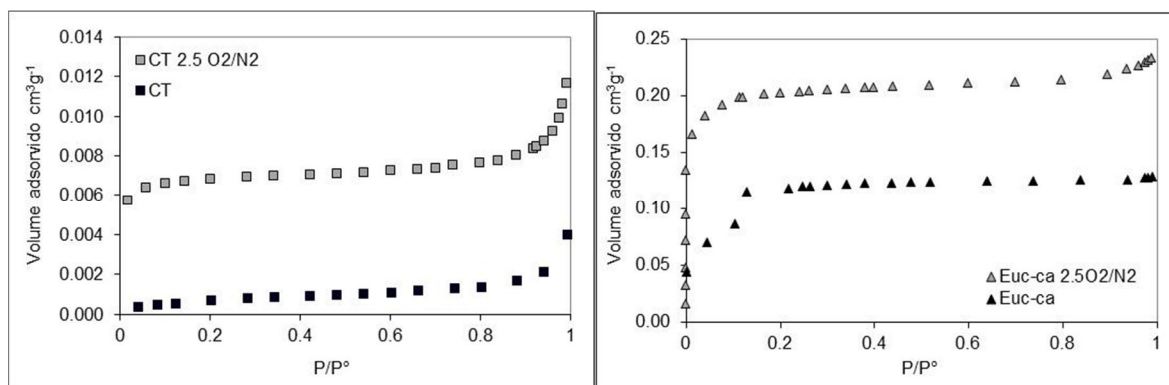 0.014
0.012
0.010
0.008
0.006
0.004
0.002
0.000
Volume adsorvido cm³g⁻¹
CT 2.5 O2/N2
CT
0 0.2 0.4 0.6 0.8 1
P/P°
0.25
0.20
0.15
0.10
0.05
0.00
Volume adsorvido cm³g⁻¹
Euc-ca 2.5O2/N2
Euc-ca
0 0.2 0.4 0.6 0.8 1
P/P°